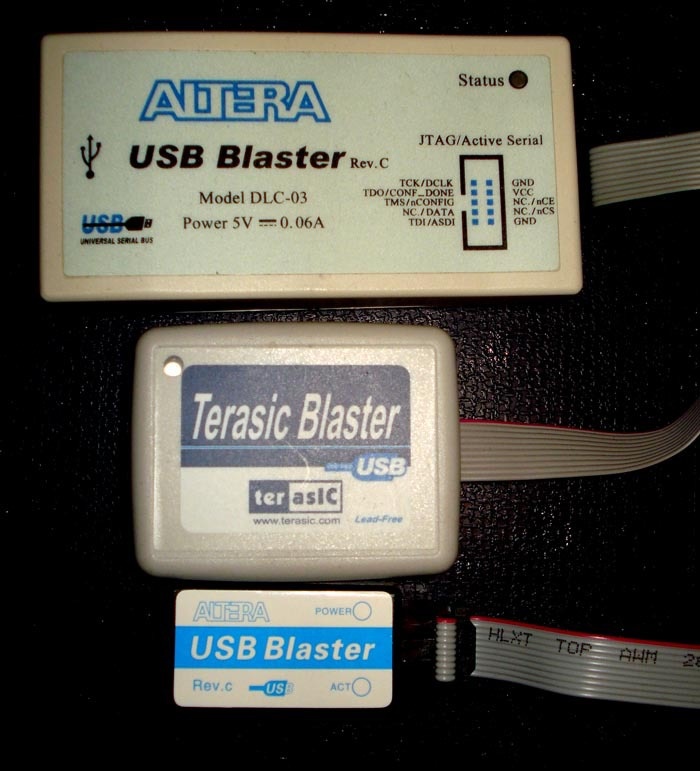 ALTERA
Status
USB Blaster Rev.C
JTAG/Active Serial
Model DLC-03
Power 5V 0.06A
USB
UNIVERSAL SERIAL BUS
TCK/DCLK GND
TDO/CONF_DONE VCC
TMS/nCONFIG NC./nCE
NC./DATA NC./nCS
TDI/ASDI GND
Terasic Blaster
USB
terasIC
www.terasic.com
Lead-Free
ALTERA
POWER
USB Blaster
Rev.c
USB
ACT
HLXT TOP AWM